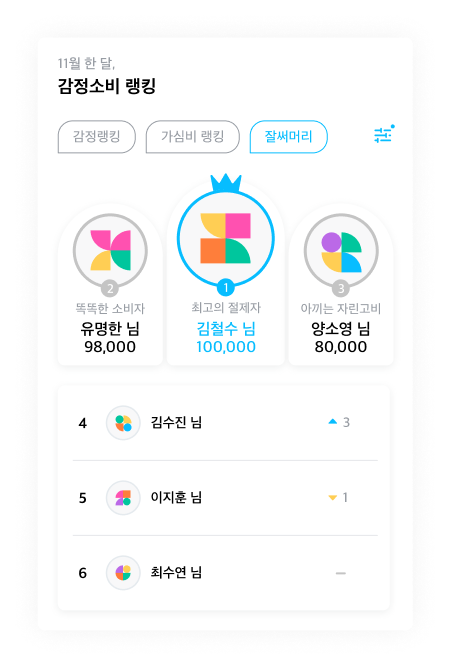 11월 한 달,
감정소비 랭킹
감정랭킹
가심비 랭킹
잘써머리
2
똑똑한 소비자
유명한 님
98,000
1
최고의 절제자
김철수 님
100,000
3
아끼는 자린고비
양소영 님
80,000
4 김수진 님 3
5 이지훈 님 1
6 최수연 님 –